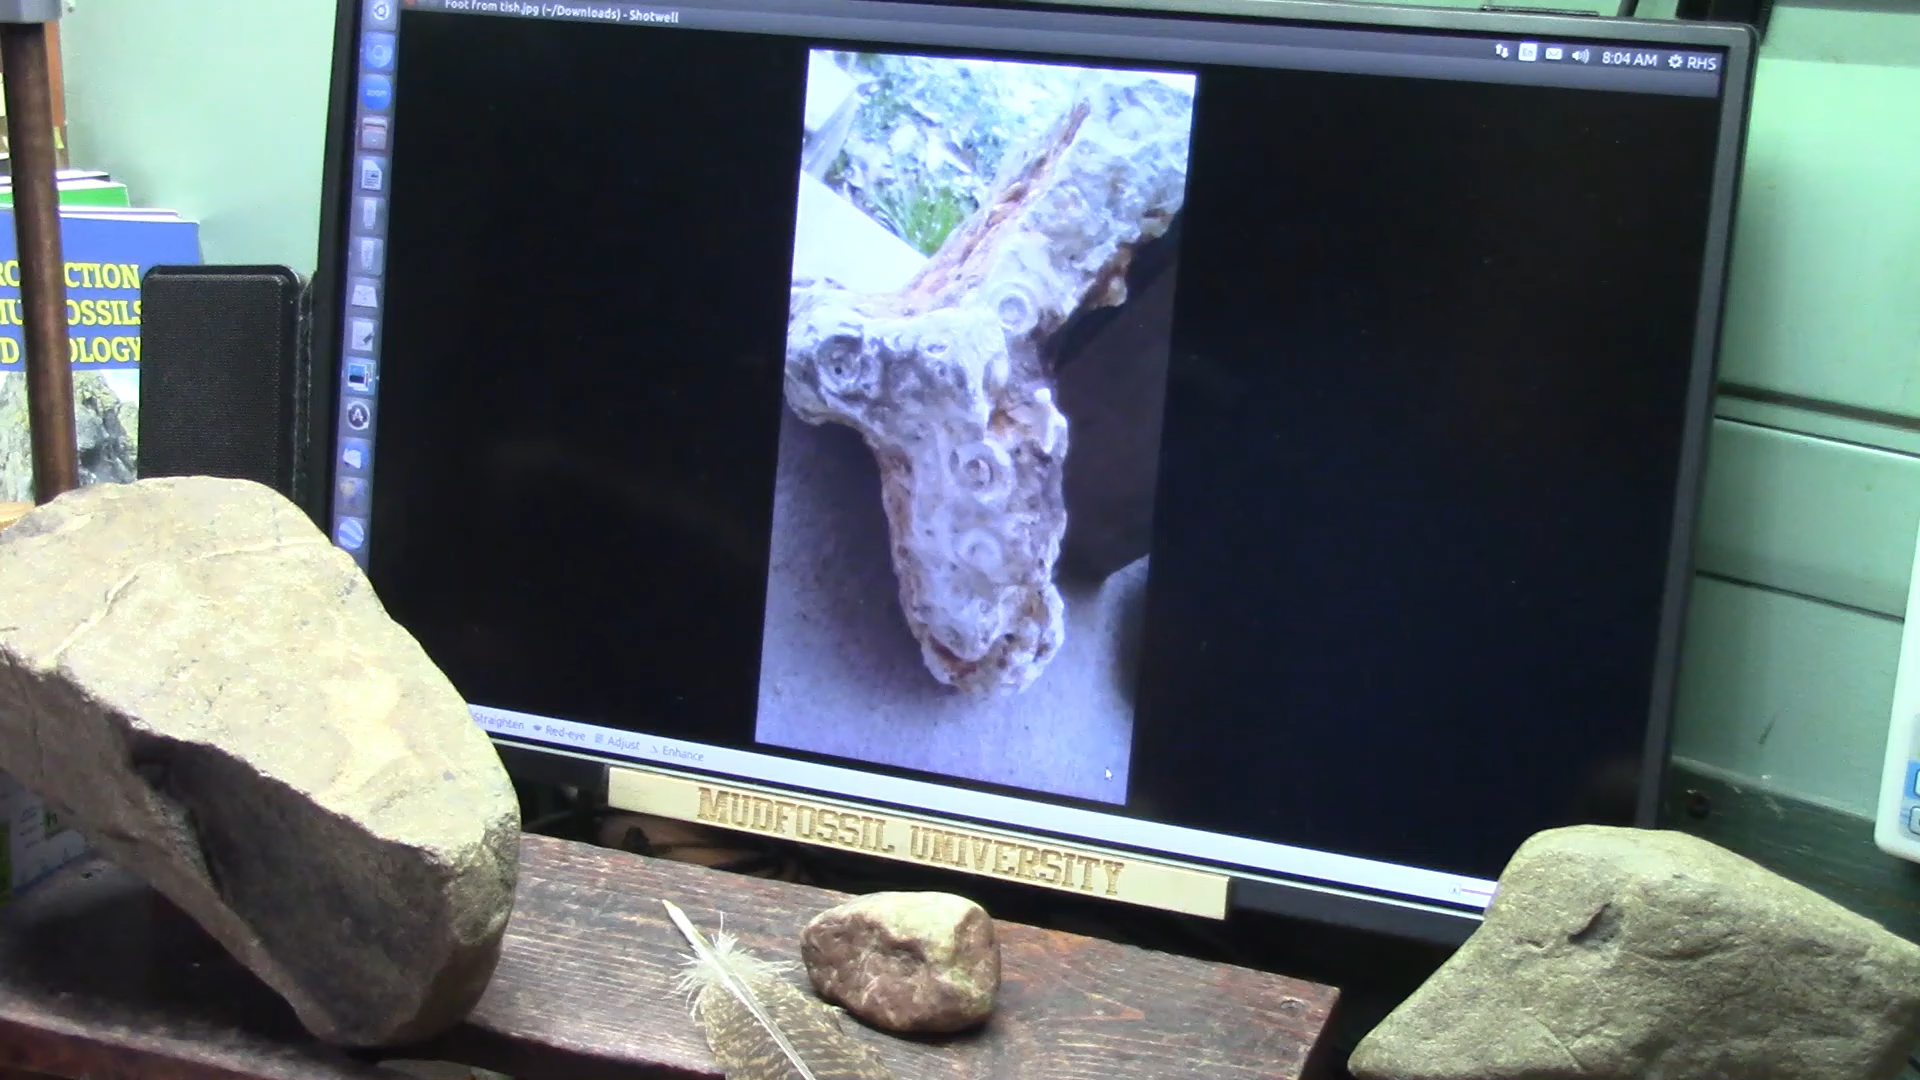 Foot from tish.jpg (~/Downloads) - Shotwell
8:04 AM RHS
CTION
OSSILS
OLOGY
Straighten Red-eye Adjust Enhance
MUDFOSSIL UNIVERSITY